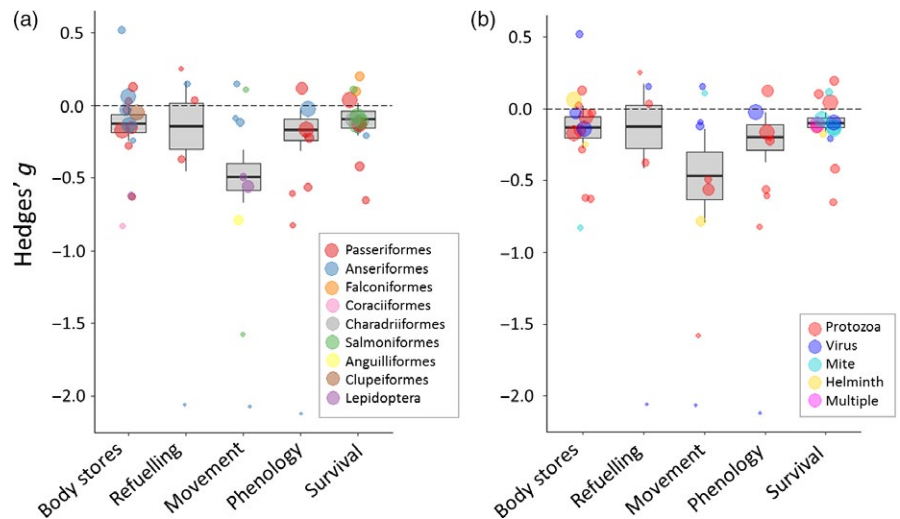 (a)
0.5
0.0
−0.5
−1.0
−1.5
−2.0
Hedges' g
Passeriformes
Anseriformes
Falconiformes
Coraciiformes
Charadriiformes
Salmoniformes
Anguilliformes
Clupeiformes
Lepidoptera
Body stores
Refuelling
Movement
Phenology
Survival
(b)
0.5
0.0
−0.5
−1.0
−1.5
−2.0
Protozoa
Virus
Mite
Helminth
Multiple
Body stores
Refuelling
Movement
Phenology
Survival